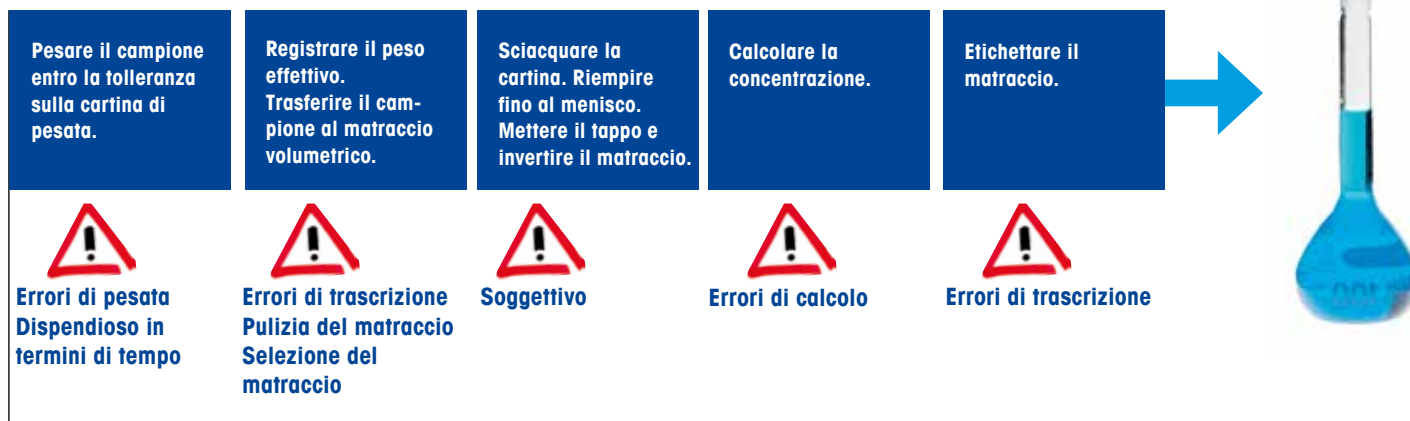 Pesare il campione
entro la tolleranza
sulla cartina di
pesata.
Registrare il peso
effettivo.
Trasferire il cam-
pione al matraccio
volumetrico.
Sciacquare la
cartina. Riempire
fino al menisco.
Mettere il tappo e
invertire il matraccio.
Calcolare la
concentrazione.
Etichettare il
matraccio.
Errori di pesata
Dispendioso in
termini di tempo
Errori di trascrizione
Pulizia del matraccio
Selezione del
matraccio
Soggettivo
Errori di calcolo
Errori di trascrizione